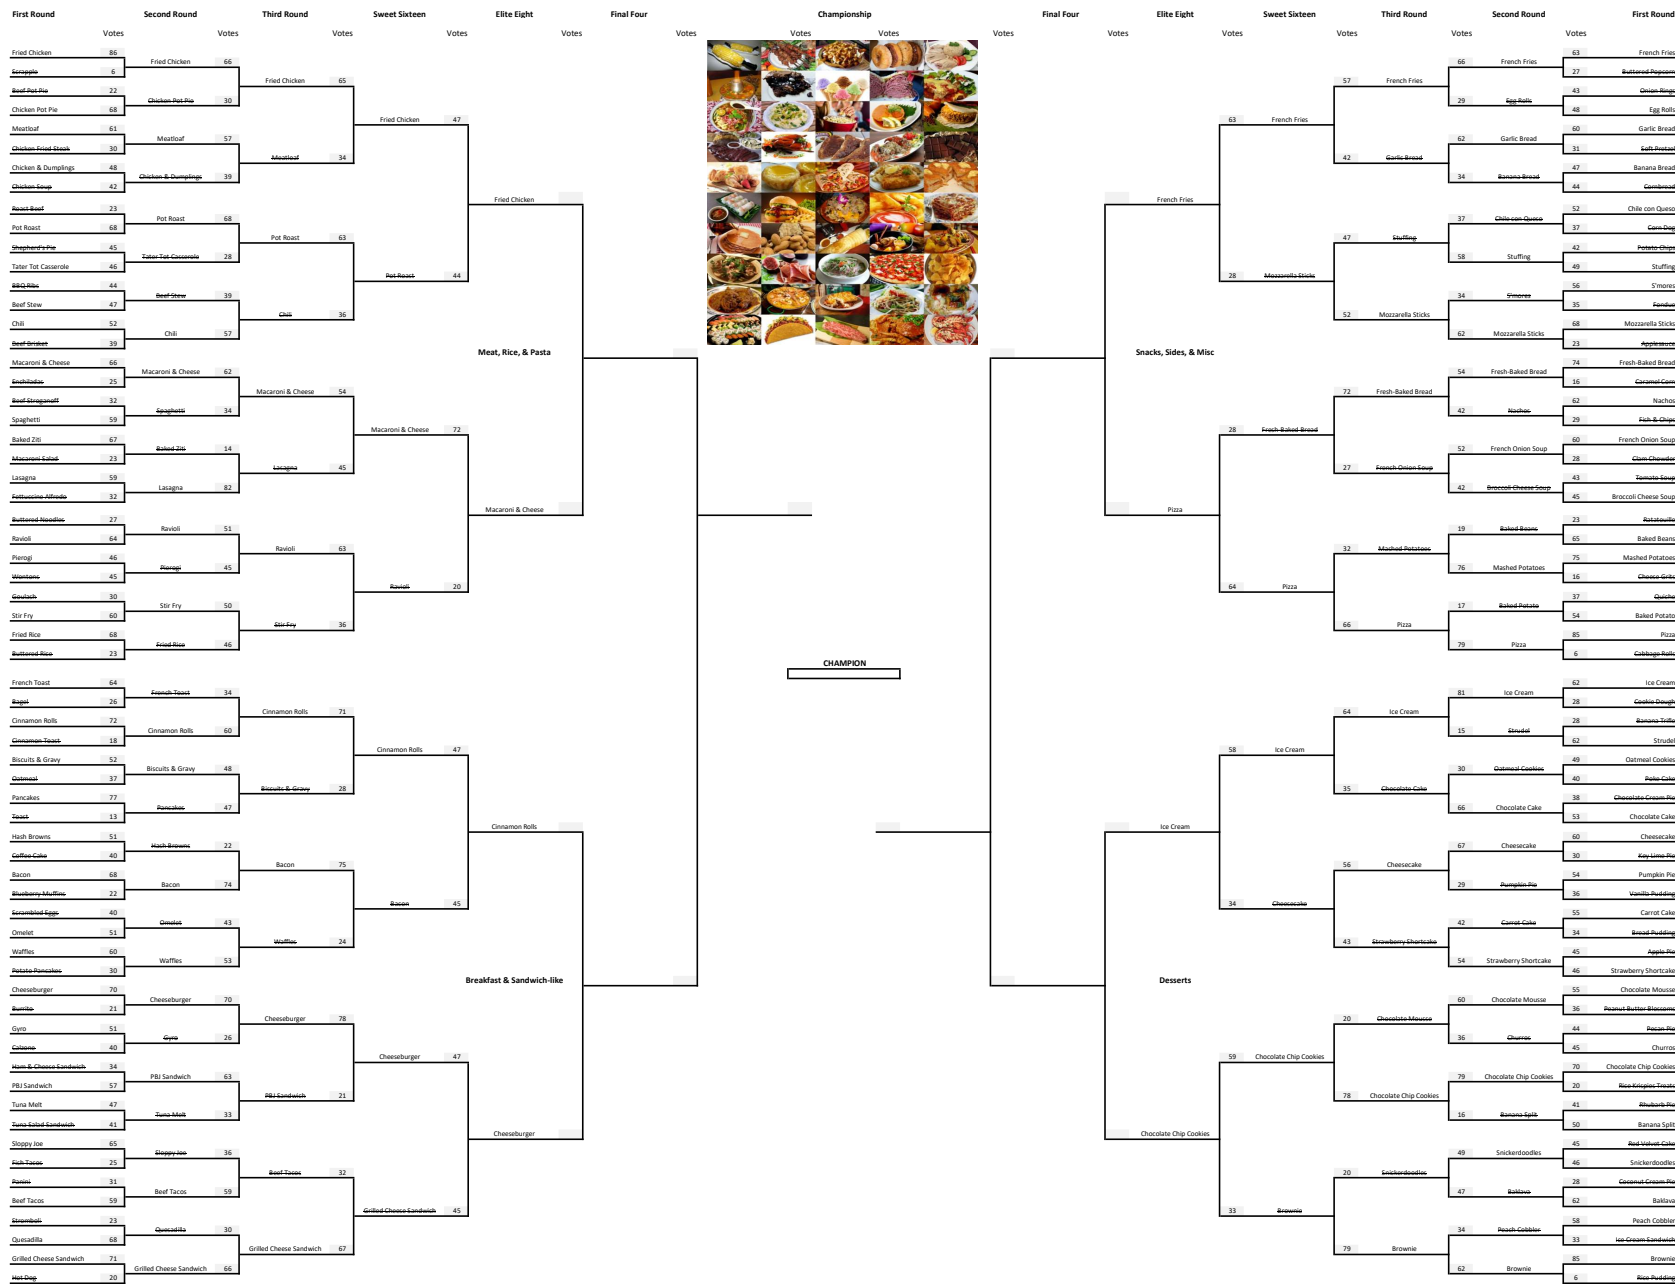 First Round Second Round Third Round Sweet Sixteen Elite Eight Final Four Championship Final Four Elite Eight Sweet Sixteen Third Round Second Round First Round
Votes Votes Votes Votes Votes Votes Votes Votes Votes Votes Votes Votes Votes Votes
Fried Chicken 86
Scrapple 6
Beef Pot Pie 22
Chicken Pot Pie 68
Meatloaf 61
Chicken Fried Steak 30
Chicken & Dumplings 48
Chicken Soup 42
Roast Beef 23
Pot Roast 68
Shepherd's Pie 45
Tater Tot Casserole 46
BBQ Ribs 44
Beef Stew 47
Chili 52
Beef Brisket 39
Macaroni & Cheese 66
Enchiladas 25
Beef Stroganoff 32
Spaghetti 59
Baked Ziti 67
Macaroni Salad 23
Lasagna 59
Fettuccine Alfredo 32
Buttered Noodles 27
Ravioli 64
Pierogi 46
Wontons 45
Goulash 30
Stir Fry 60
Fried Rice 68
Buttered Rice 23
French Toast 64
Bagel 26
Cinnamon Rolls 72
Cinnamon Toast 18
Biscuits & Gravy 52
Oatmeal 37
Pancakes 77
Toast 13
Hash Browns 51
Coffee Cake 40
Bacon 68
Blueberry Muffins 22
Scrambled Eggs 40
Omelet 51
Waffles 60
Potato Pancakes 30
Cheeseburger 70
Burrito 21
Gyro 51
Calzone 40
Ham & Cheese Sandwich 34
PBJ Sandwich 57
Tuna Melt 47
Tuna Salad Sandwich 41
Sloppy Joe 65
Fish Tacos 25
Panini 31
Beef Tacos 59
Stromboli 23
Quesadilla 68
Grilled Cheese Sandwich 71
Hot Dog 20
Fried Chicken 66
Chicken Pot Pie 30
Meatloaf 57
Chicken & Dumplings 39
Pot Roast 68
Tater Tot Casserole 28
Beef Stew 39
Chili 57
Macaroni & Cheese 62
Spaghetti 34
Baked Ziti 14
Lasagna 82
Ravioli 51
Pierogi 45
Stir Fry 50
Fried Rice 46
French Toast 34
Cinnamon Rolls 60
Biscuits & Gravy 48
Pancakes 47
Hash Browns 22
Bacon 74
Omelet 43
Waffles 53
Cheeseburger 70
Gyro 26
PBJ Sandwich 63
Tuna Melt 33
Sloppy Joe 36
Beef Tacos 59
Quesadilla 30
Grilled Cheese Sandwich 66
Fried Chicken 65
Meatloaf 34
Pot Roast 63
Chili 36
Macaroni & Cheese 54
Lasagna 45
Ravioli 63
Stir Fry 36
Cinnamon Rolls 71
Biscuits & Gravy 28
Bacon 75
Waffles 24
Cheeseburger 78
PBJ Sandwich 21
Beef Tacos 32
Grilled Cheese Sandwich 67
Fried Chicken 47
Pot Roast 44
Macaroni & Cheese 72
Ravioli 20
Cinnamon Rolls 47
Bacon 45
Cheeseburger 47
Grilled Cheese Sandwich 45
Fried Chicken
Meat, Rice, & Pasta
Macaroni & Cheese
Cinnamon Rolls
Breakfast & Sandwich-like
Cheeseburger
CHAMPION
French Fries
Snacks, Sides, & Misc
Pizza
Ice Cream
Desserts
Chocolate Chip Cookies
63 French Fries
28 Mozzarella Sticks
28 Fresh-Baked Bread
64 Pizza
58 Ice Cream
34 Cheesecake
59 Chocolate Chip Cookies
33 Brownie
57 French Fries
42 Garlic Bread
47 Stuffing
52 Mozzarella Sticks
72 Fresh-Baked Bread
27 French Onion Soup
32 Mashed Potatoes
66 Pizza
64 Ice Cream
35 Chocolate Cake
56 Cheesecake
43 Strawberry Shortcake
20 Chocolate Mousse
78 Chocolate Chip Cookies
20 Snickerdoodles
79 Brownie
66 French Fries
29 Egg Rolls
62 Garlic Bread
34 Banana Bread
37 Chile con Queso
58 Stuffing
34 S'mores
62 Mozzarella Sticks
54 Fresh-Baked Bread
42 Nachos
52 French Onion Soup
42 Broccoli Cheese Soup
19 Baked Beans
76 Mashed Potatoes
17 Baked Potato
79 Pizza
81 Ice Cream
15 Strudel
30 Oatmeal Cookies
66 Chocolate Cake
67 Cheesecake
29 Pumpkin Pie
42 Carrot Cake
54 Strawberry Shortcake
60 Chocolate Mousse
36 Churros
79 Chocolate Chip Cookies
16 Banana Split
49 Snickerdoodles
47 Baklava
34 Peach Cobbler
62 Brownie
63 French Fries
27 Buttered Popcorn
43 Onion Rings
48 Egg Rolls
60 Garlic Bread
31 Soft Pretzel
47 Banana Bread
44 Cornbread
52 Chile con Queso
37 Corn Dog
42 Potato Chips
49 Stuffing
56 S'mores
35 Fondue
68 Mozzarella Sticks
23 Applesauce
74 Fresh-Baked Bread
16 Caramel Corn
62 Nachos
29 Fish & Chips
60 French Onion Soup
28 Clam Chowder
43 Tomato Soup
45 Broccoli Cheese Soup
23 Ratatouille
65 Baked Beans
75 Mashed Potatoes
16 Cheese Grits
37 Quiche
54 Baked Potato
85 Pizza
6 Cabbage Rolls
62 Ice Cream
28 Cookie Dough
28 Banana Trifle
62 Strudel
49 Oatmeal Cookies
40 Poke Cake
38 Chocolate Cream Pie
53 Chocolate Cake
60 Cheesecake
30 Key Lime Pie
54 Pumpkin Pie
36 Vanilla Pudding
55 Carrot Cake
34 Bread Pudding
45 Apple Pie
46 Strawberry Shortcake
55 Chocolate Mousse
36 Peanut Butter Blossoms
44 Pecan Pie
45 Churros
70 Chocolate Chip Cookies
20 Rice Krispies Treats
41 Rhubarb Pie
50 Banana Split
45 Red Velvet Cake
46 Snickerdoodles
28 Coconut Cream Pie
62 Baklava
58 Peach Cobbler
33 Ice Cream Sandwich
85 Brownie
6 Rice Pudding